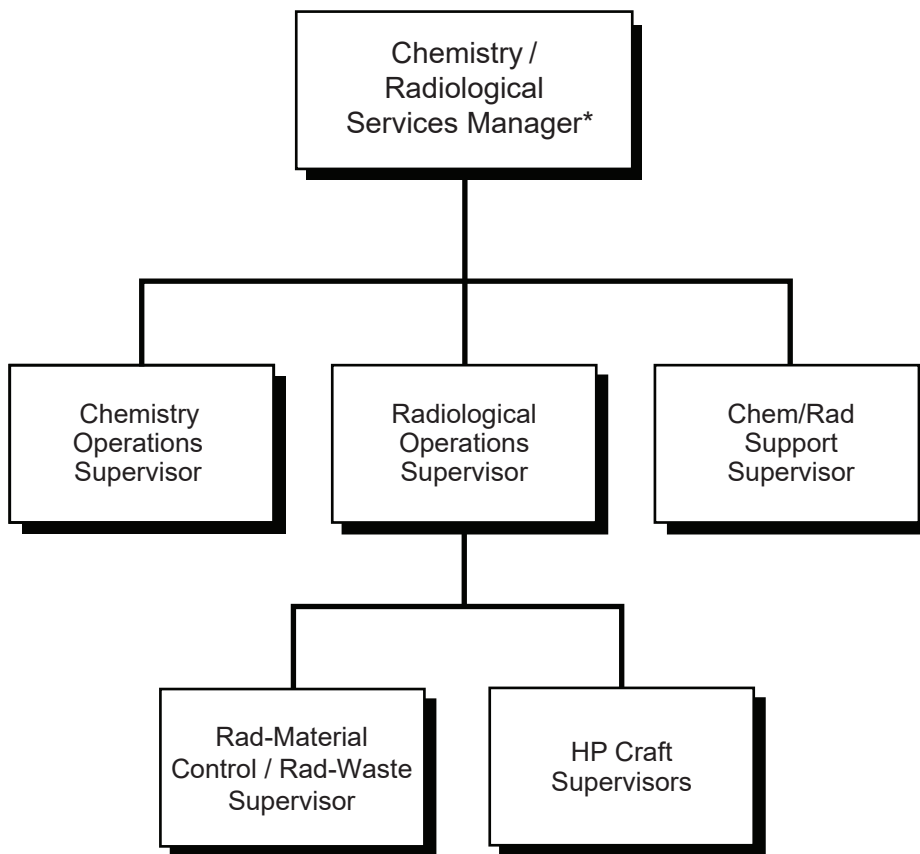 Chemistry /
Radiological
Services Manager*
Chemistry
Operations
Supervisor
Radiological
Operations
Supervisor
Chem/Rad
Support
Supervisor
Rad-Material
Control / Rad-Waste
Supervisor
HP Craft
Supervisors